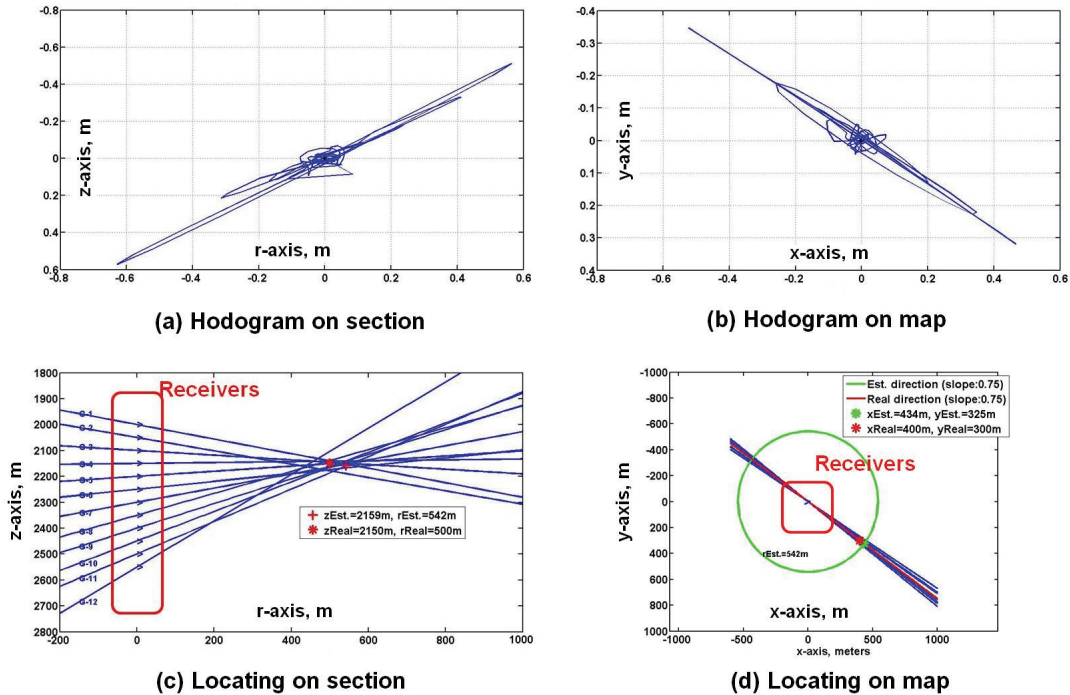 -0.8
-0.6
-0.4
-0.2
0
0.2
0.4
0.6
-0.8 -0.6 -0.4 -0.2 0 0.2 0.4 0.6
z-axis, m
r-axis, m
(a) Hodogram on section
-0.4
-0.3
-0.2
-0.1
0
0.1
0.2
0.3
0.4
-0.8 -0.6 -0.4 -0.2 0 0.2 0.4 0.6
y-axis, m
x-axis, m
(b) Hodogram on map
1800
1900
2000
2100
2200
2300
2400
2500
2600
2700
2800
-200 0 200 400 600 800 1000
z-axis, m
Receivers
G-1
G-2
G-3
G-4
G-5
G-6
G-7
G-8
G-9
G-10
G-11
G-12
zEst.=2159m, rEst.=542m
zReal=2150m, rReal=500m
r-axis, m
(c) Locating on section
-1000
-800
-600
-400
-200
0
200
400
600
800
1000
-1000 -500 0 500 1000
y-axis, m
Est. direction (slope:0.75)
Real direction (slope:0.75)
xEst.=434m, yEst.=325m
xReal=400m, yReal=300m
Receivers
rEst.=542m
x-axis, m
x-axis, meters
(d) Locating on map